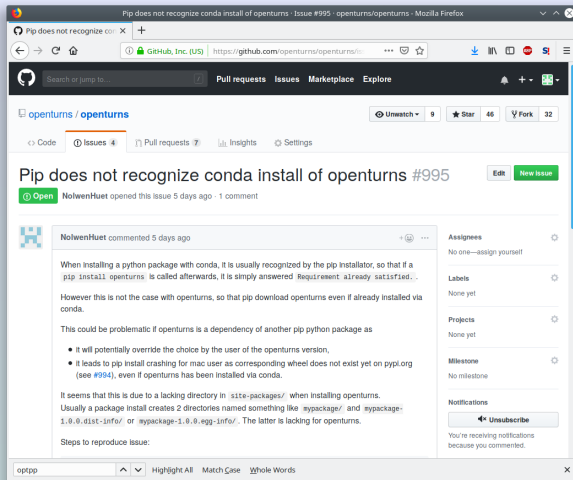 Pip does not recognize conda install of openturns · Issue #995 · openturns/openturns - Mozilla Firefox
Pip does not recognize con
GitHub, Inc. (US) https://github.com/openturns/openturns/is
Search or jump to... / Pull requests Issues Marketplace Explore
openturns / openturns Unwatch 9 Star 46 Fork 32
Code Issues 4 Pull requests 7 Insights Settings
Pip does not recognize conda install of openturns #995 Edit New issue
Open NolwenHuet opened this issue 5 days ago · 1 comment
NolwenHuet commented 5 days ago
When installing a python package with conda, it is usually recognized by the pip installator, so that if a
pip install openturns is called afterwards, it is simply answered Requirement already satisfied. .
However this is not the case with openturns, so that pip download openturns even if already installed via
conda.
This could be problematic if openturns is a dependency of another pip python package as
• it will potentially override the choice by the user of the openturns version,
• it leads to pip install crashing for mac user as corresponding wheel does not exist yet on pypi.org
(see #994), even if openturns has been installed via conda.
It seems that this is due to a lacking directory in site-packages/ when installing openturns.
Usually a package install creates 2 directories named something like mypackage/ and mypackage-
1.0.0.dist-info/ or mypackage-1.0.0.egg-info/ . The latter is lacking for openturns.
Steps to reproduce issue:
Assignees
No one—assign yourself
Labels
None yet
Projects
None yet
Milestone
No milestone
Notifications
Unsubscribe
You're receiving notifications
because you commented.
optpp Highlight All Match Case Whole Words